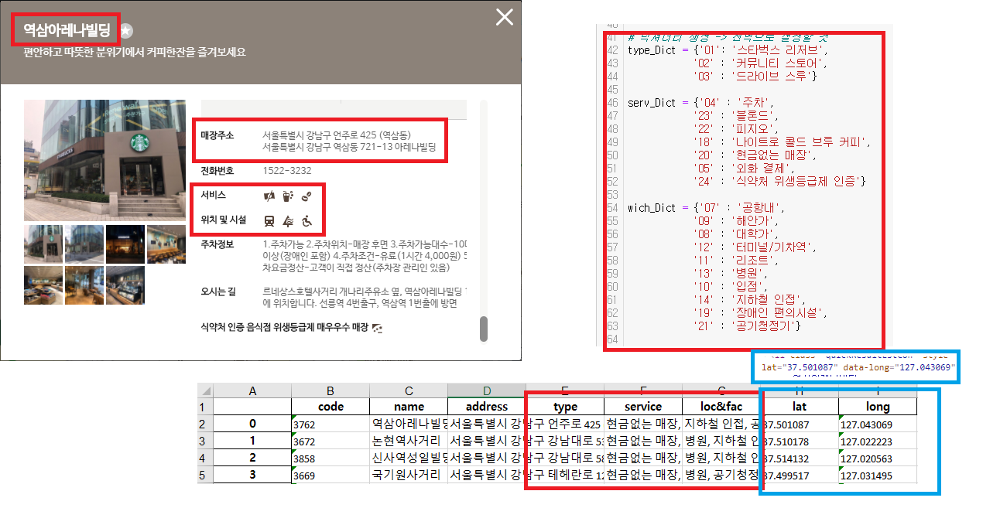 역삼아레나빌딩
편안하고 따뜻한 분위기에서 커피한잔을 즐겨보세요
매장주소 서울특별시 강남구 언주로 425 (역삼동)
서울특별시 강남구 역삼동 721-13 아레나빌딩
전화번호 1522-3232
서비스
위치 및 시설
주차정보 1.주차가능 2.주차위치-매장 후면 3.주차가능대수-10대
이상(장애인 포함) 4.주차조건-유료(1시간 4,000원) 5
차요금정산-고객이 직접 정산(주차장 관리인 있음)
오시는 길 르네상스호텔사거리 개나리주유소 옆, 역삼아레나빌딩 1
에 위치합니다. 선릉역 4번출구, 역삼역 1번출에 방면
식약처 인증 음식점 위생등급제 매우우수 매장
40
41 # 딕셔너리 생성 -> 전역으로 설정할 것
42 type_Dict = {'01': '스타벅스 리저브',
43 '02' : '커뮤니티 스토어',
44 '03' : '드라이브 스루'}
45
46 serv_Dict = {'04' : '주차',
47 '23' : '블론드',
48 '22' : '피지오',
49 '18' : '나이트로 콜드 브루 커피',
50 '20' : '현금없는 매장',
51 '05' : '외화 결제',
52 '24' : '식약처 위생등급제 인증'}
53
54 wich_Dict = {'07' : '공항내',
55 '09' : '해안가',
56 '08' : '대학가',
57 '12' : '터미널/기차역',
58 '11' : '리조트',
59 '13' : '병원',
60 '10' : '입점',
61 '14' : '지하철 인접',
62 '19' : '장애인 편의시설',
63 '21' : '공기청정기'}
64
lat="37.501087" data-long="127.043069"
A B C D E F G H I
1 code name address type service loc&fac lat long
2 0 3762 역삼아레나빌딩 서울특별시 강남구 언주로 425 현금없는 매장, 지하철 인접, 공 37.501087 127.043069
3 1 3672 논현역사거리 서울특별시 강남구 강남대로 53 현금없는 매장, 병원, 지하철 인 37.510178 127.022223
4 2 3858 신사역성일빌딩 서울특별시 강남구 강남대로 58 현금없는 매장, 병원, 지하철 인 37.514132 127.020563
5 3 3669 국기원사거리 서울특별시 강남구 테헤란로 12 현금없는 매장, 병원, 공기청정 37.499517 127.031495